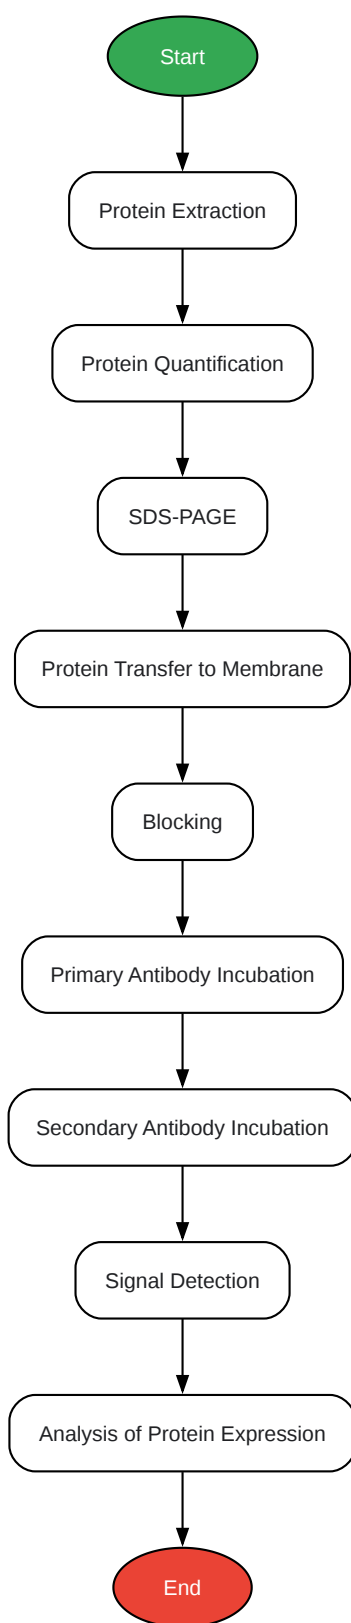 Start
Protein Extraction
Protein Quantification
SDS-PAGE
Protein Transfer to Membrane
Blocking
Primary Antibody Incubation
Secondary Antibody Incubation
Signal Detection
Analysis of Protein Expression
End